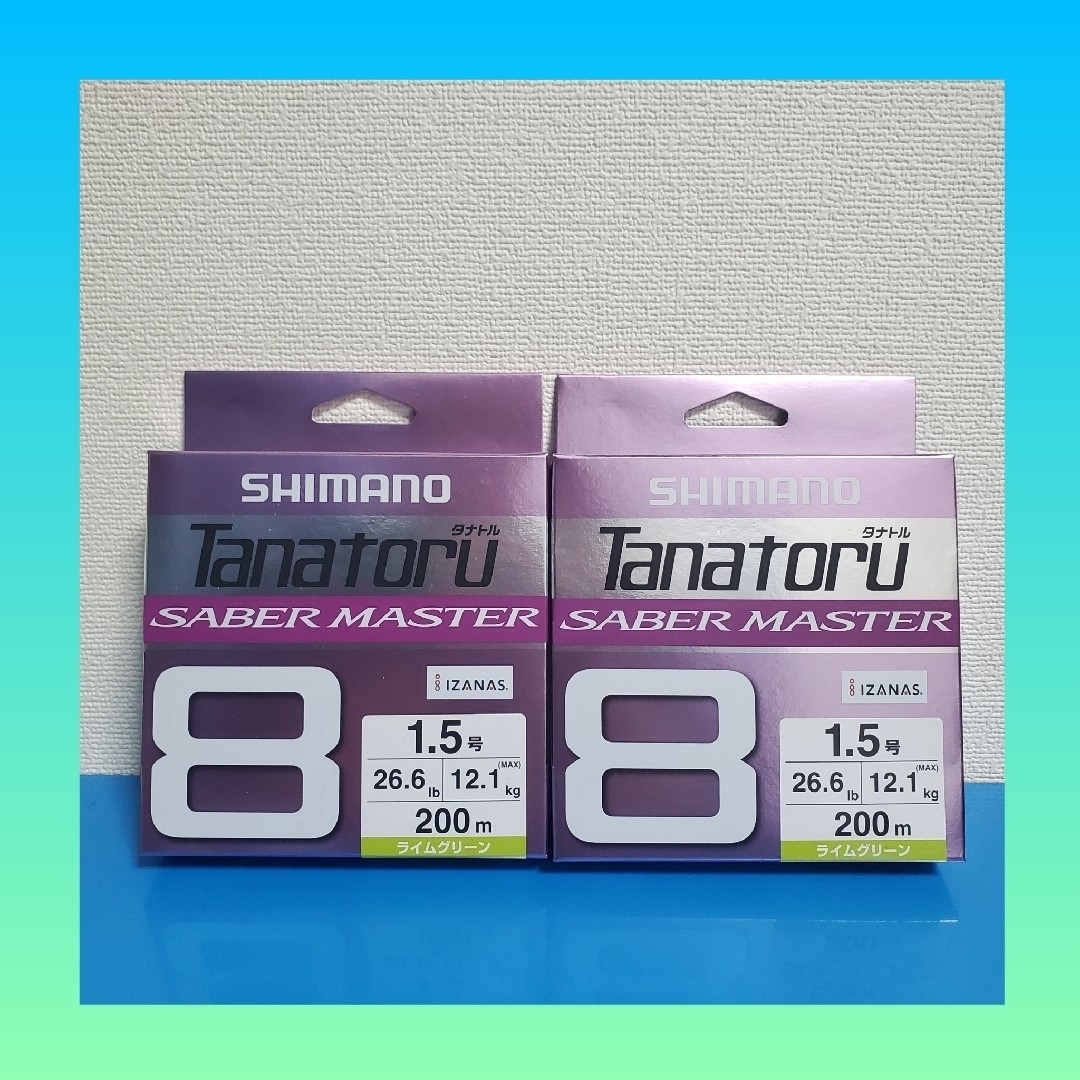 SHIMANO
タナトル
Tanatoru
SABER MASTER
8
IZANAS®
1.5号
26.6lb 12.1kg (MAX)
200m
ライムグリーン
SHIMANO
タナトル
Tanatoru
SABER MASTER
8
IZANAS®
1.5号
26.6lb 12.1kg (MAX)
200m
ライムグリーン